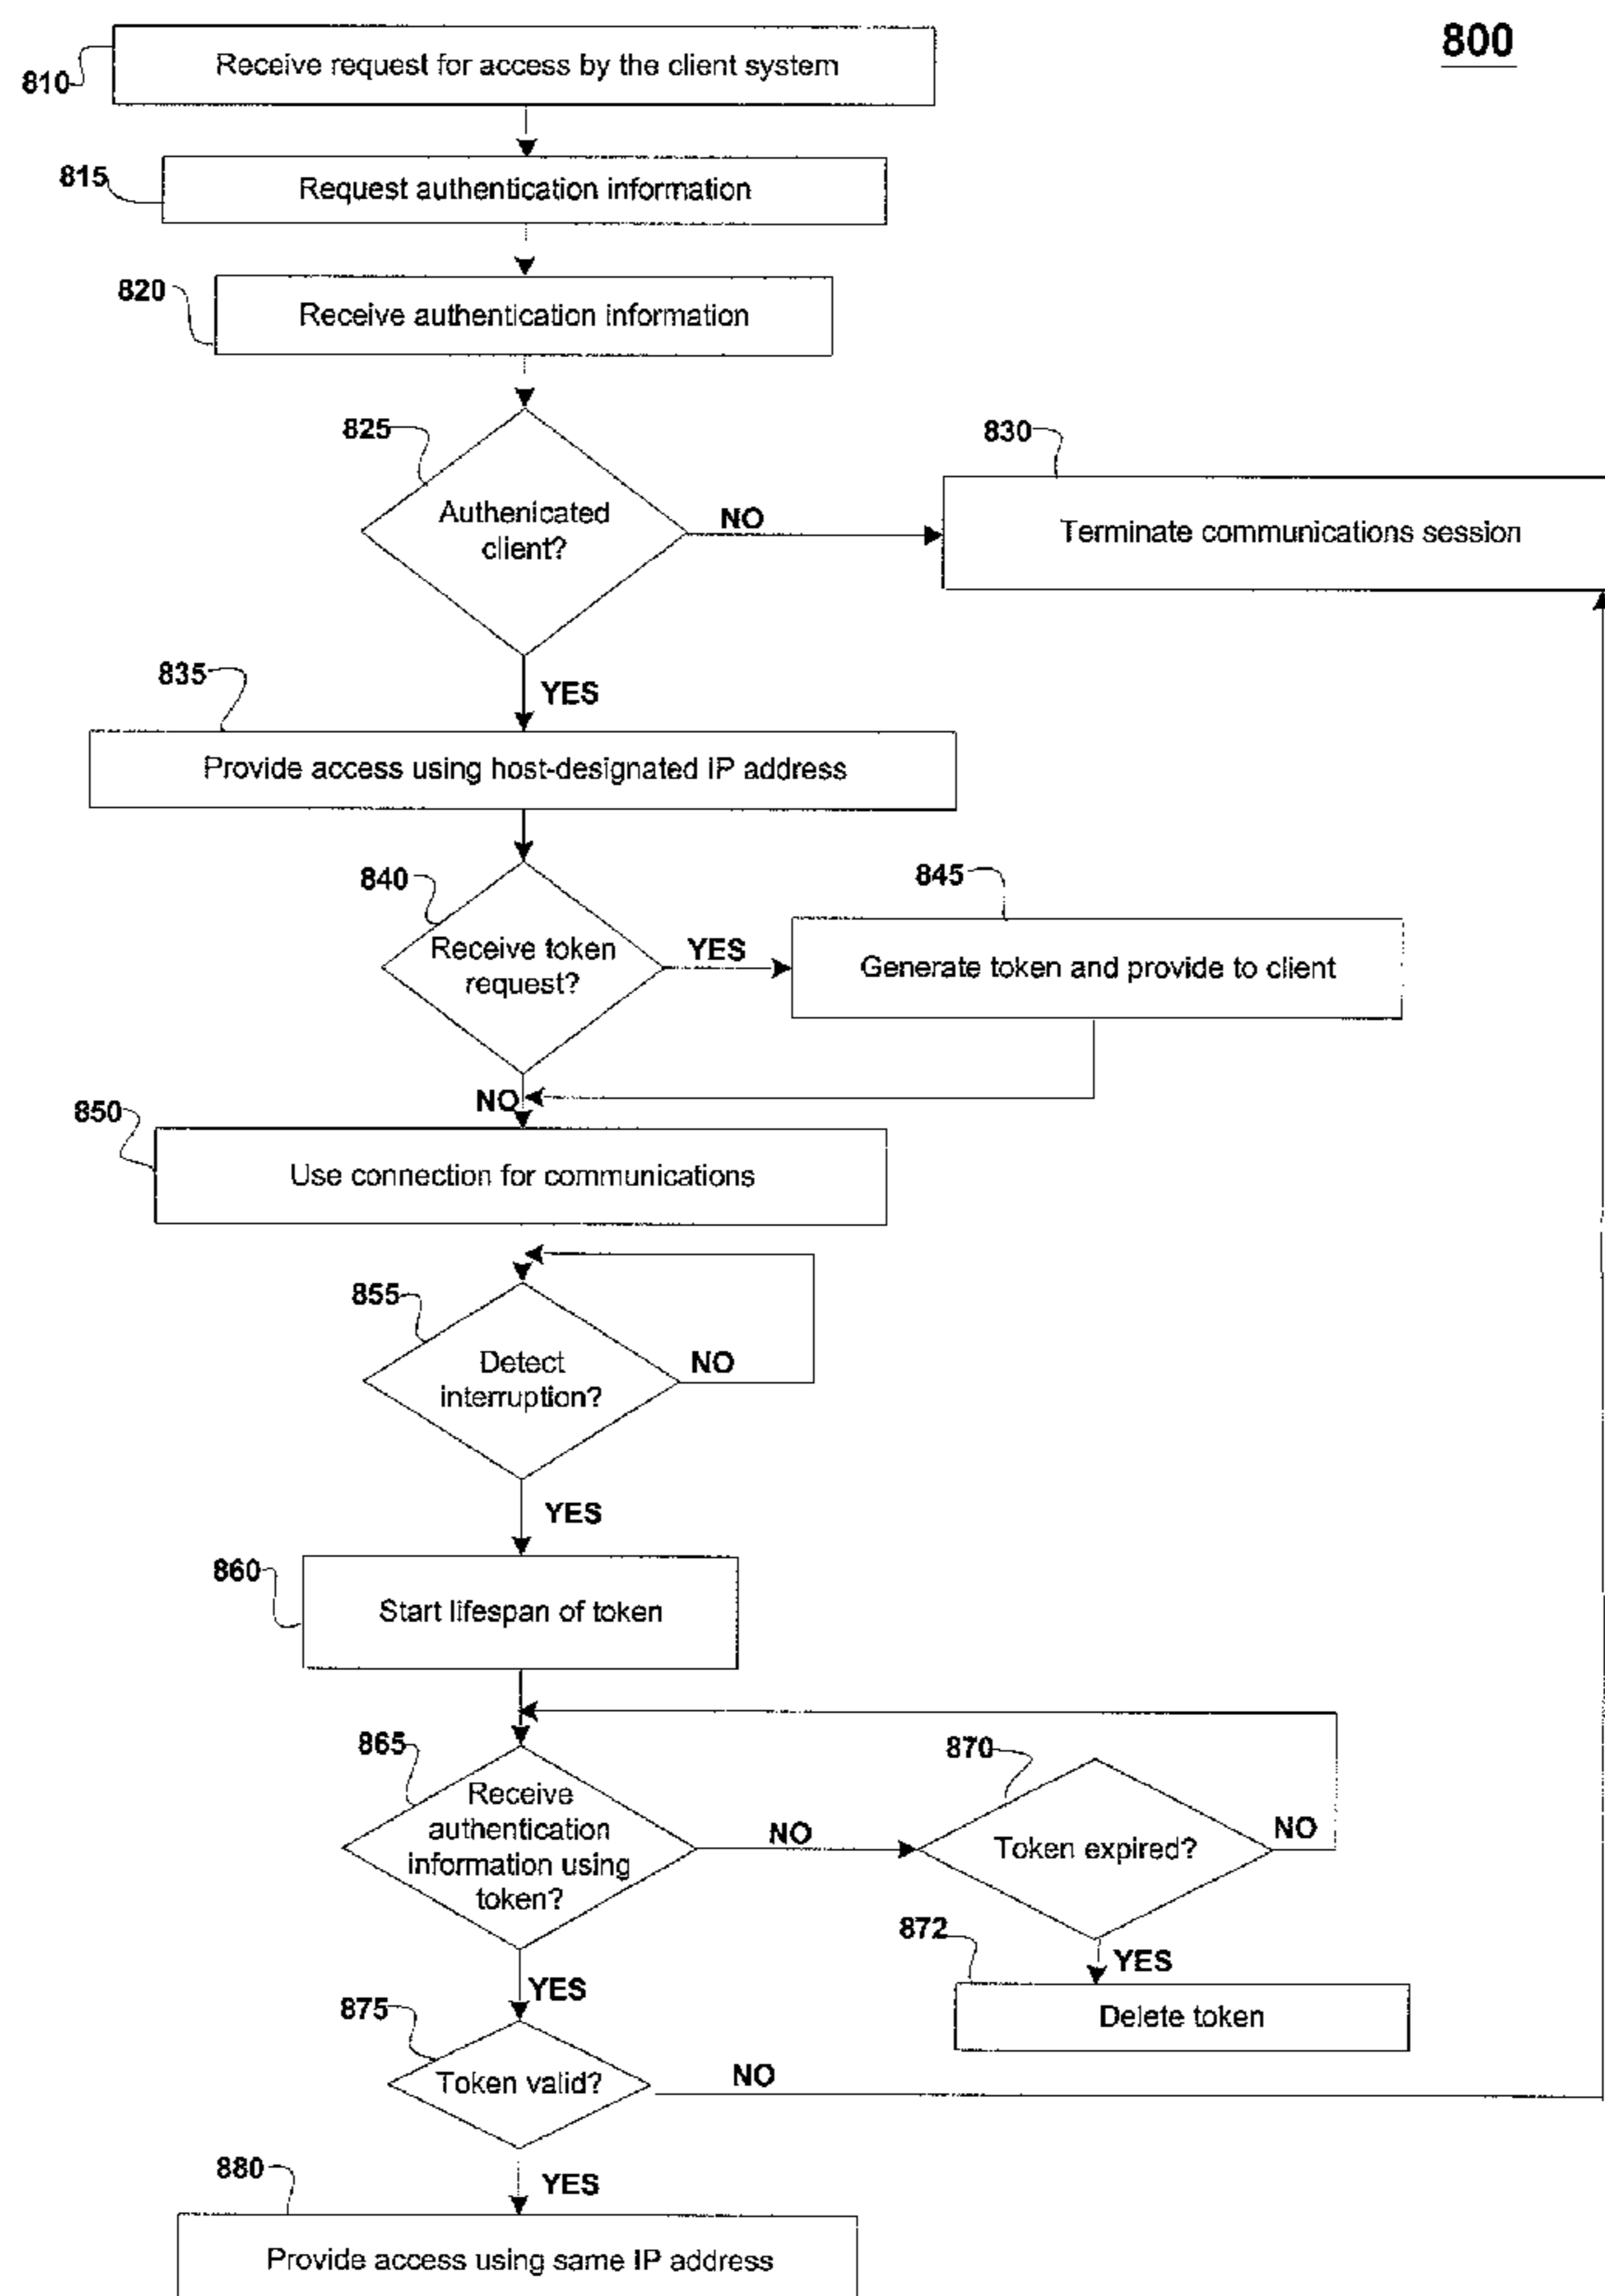 800
810
Receive request for access by the client system
815
Request authentication information
820
Receive authentication information
825
Authenicated
client?
NO
830
Terminate communications session
YES
835
Provide access using host-designated IP address
840
Receive token
request?
YES
845
Generate token and provide to client
NO
850
Use connection for communications
855
Detect
interruption?
NO
YES
860
Start lifespan of token
865
Receive
authentication
information using
token?
NO
870
Token expired?
NO
YES
872
Delete token
YES
875
Token valid?
NO
YES
880
Provide access using same IP address